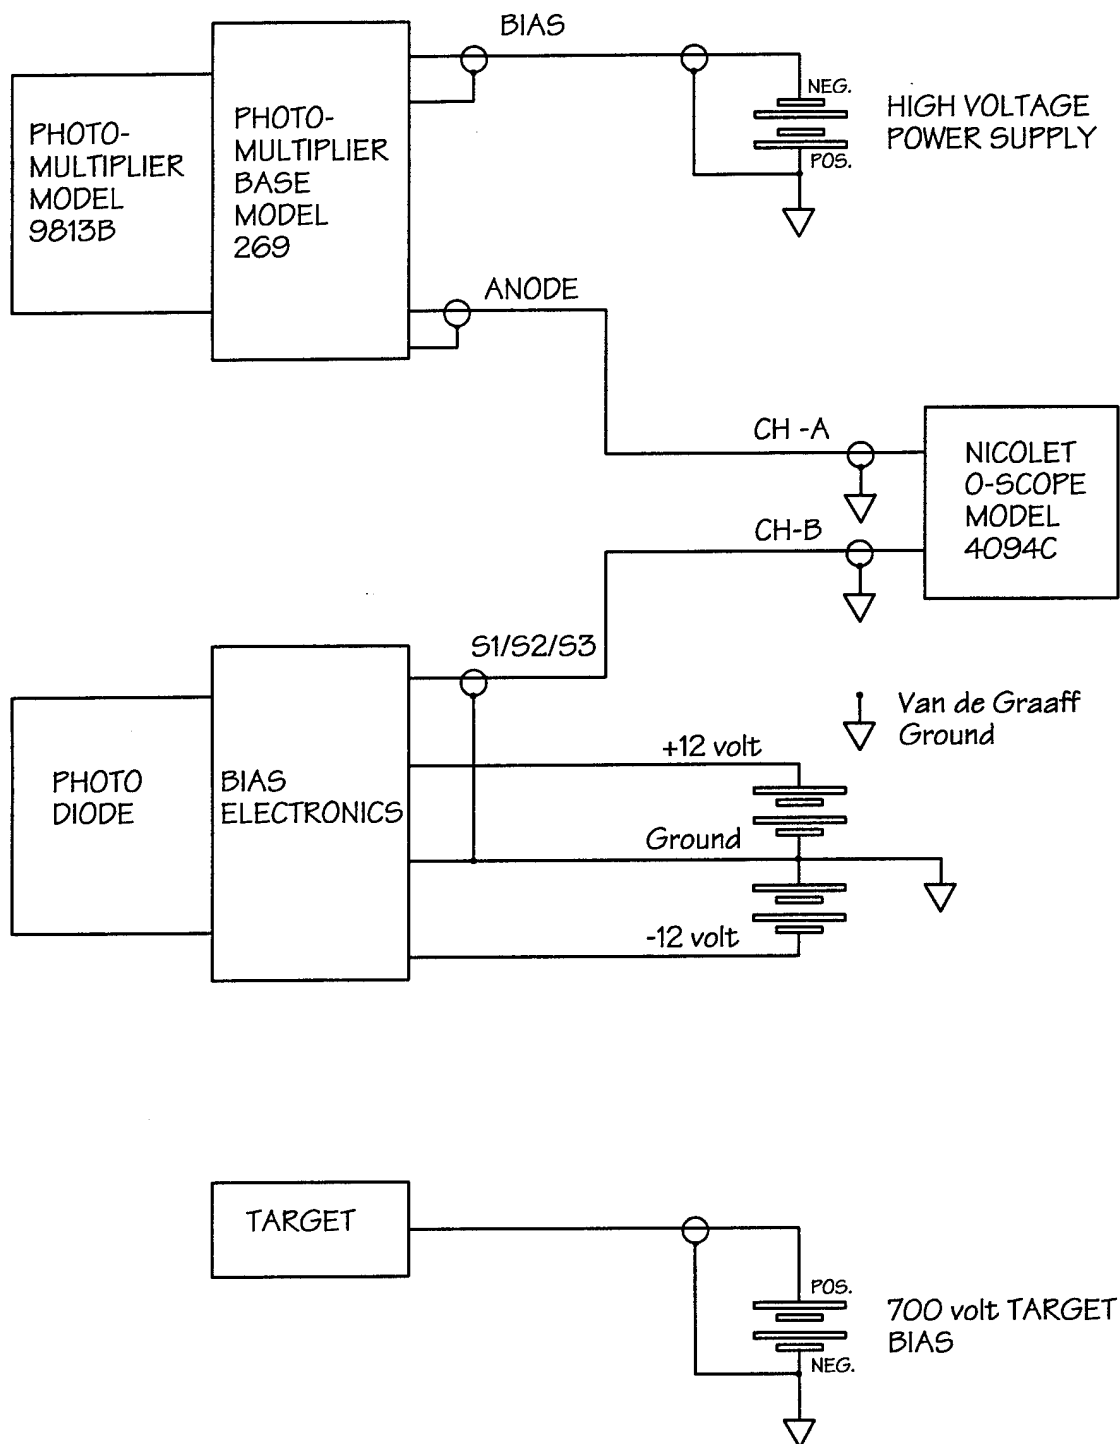 BIAS
PHOTO-
MULTIPLIER
MODEL
9813B
PHOTO-
MULTIPLIER
BASE
MODEL
269
NEG.
POS.
HIGH VOLTAGE
POWER SUPPLY
ANODE
CH -A
CH-B
NICOLET
O-SCOPE
MODEL
4094C
S1/S2/S3
Van de Graaff
Ground
PHOTO
DIODE
BIAS
ELECTRONICS
+12 volt
Ground
-12 volt
TARGET
POS.
NEG.
700 volt TARGET
BIAS